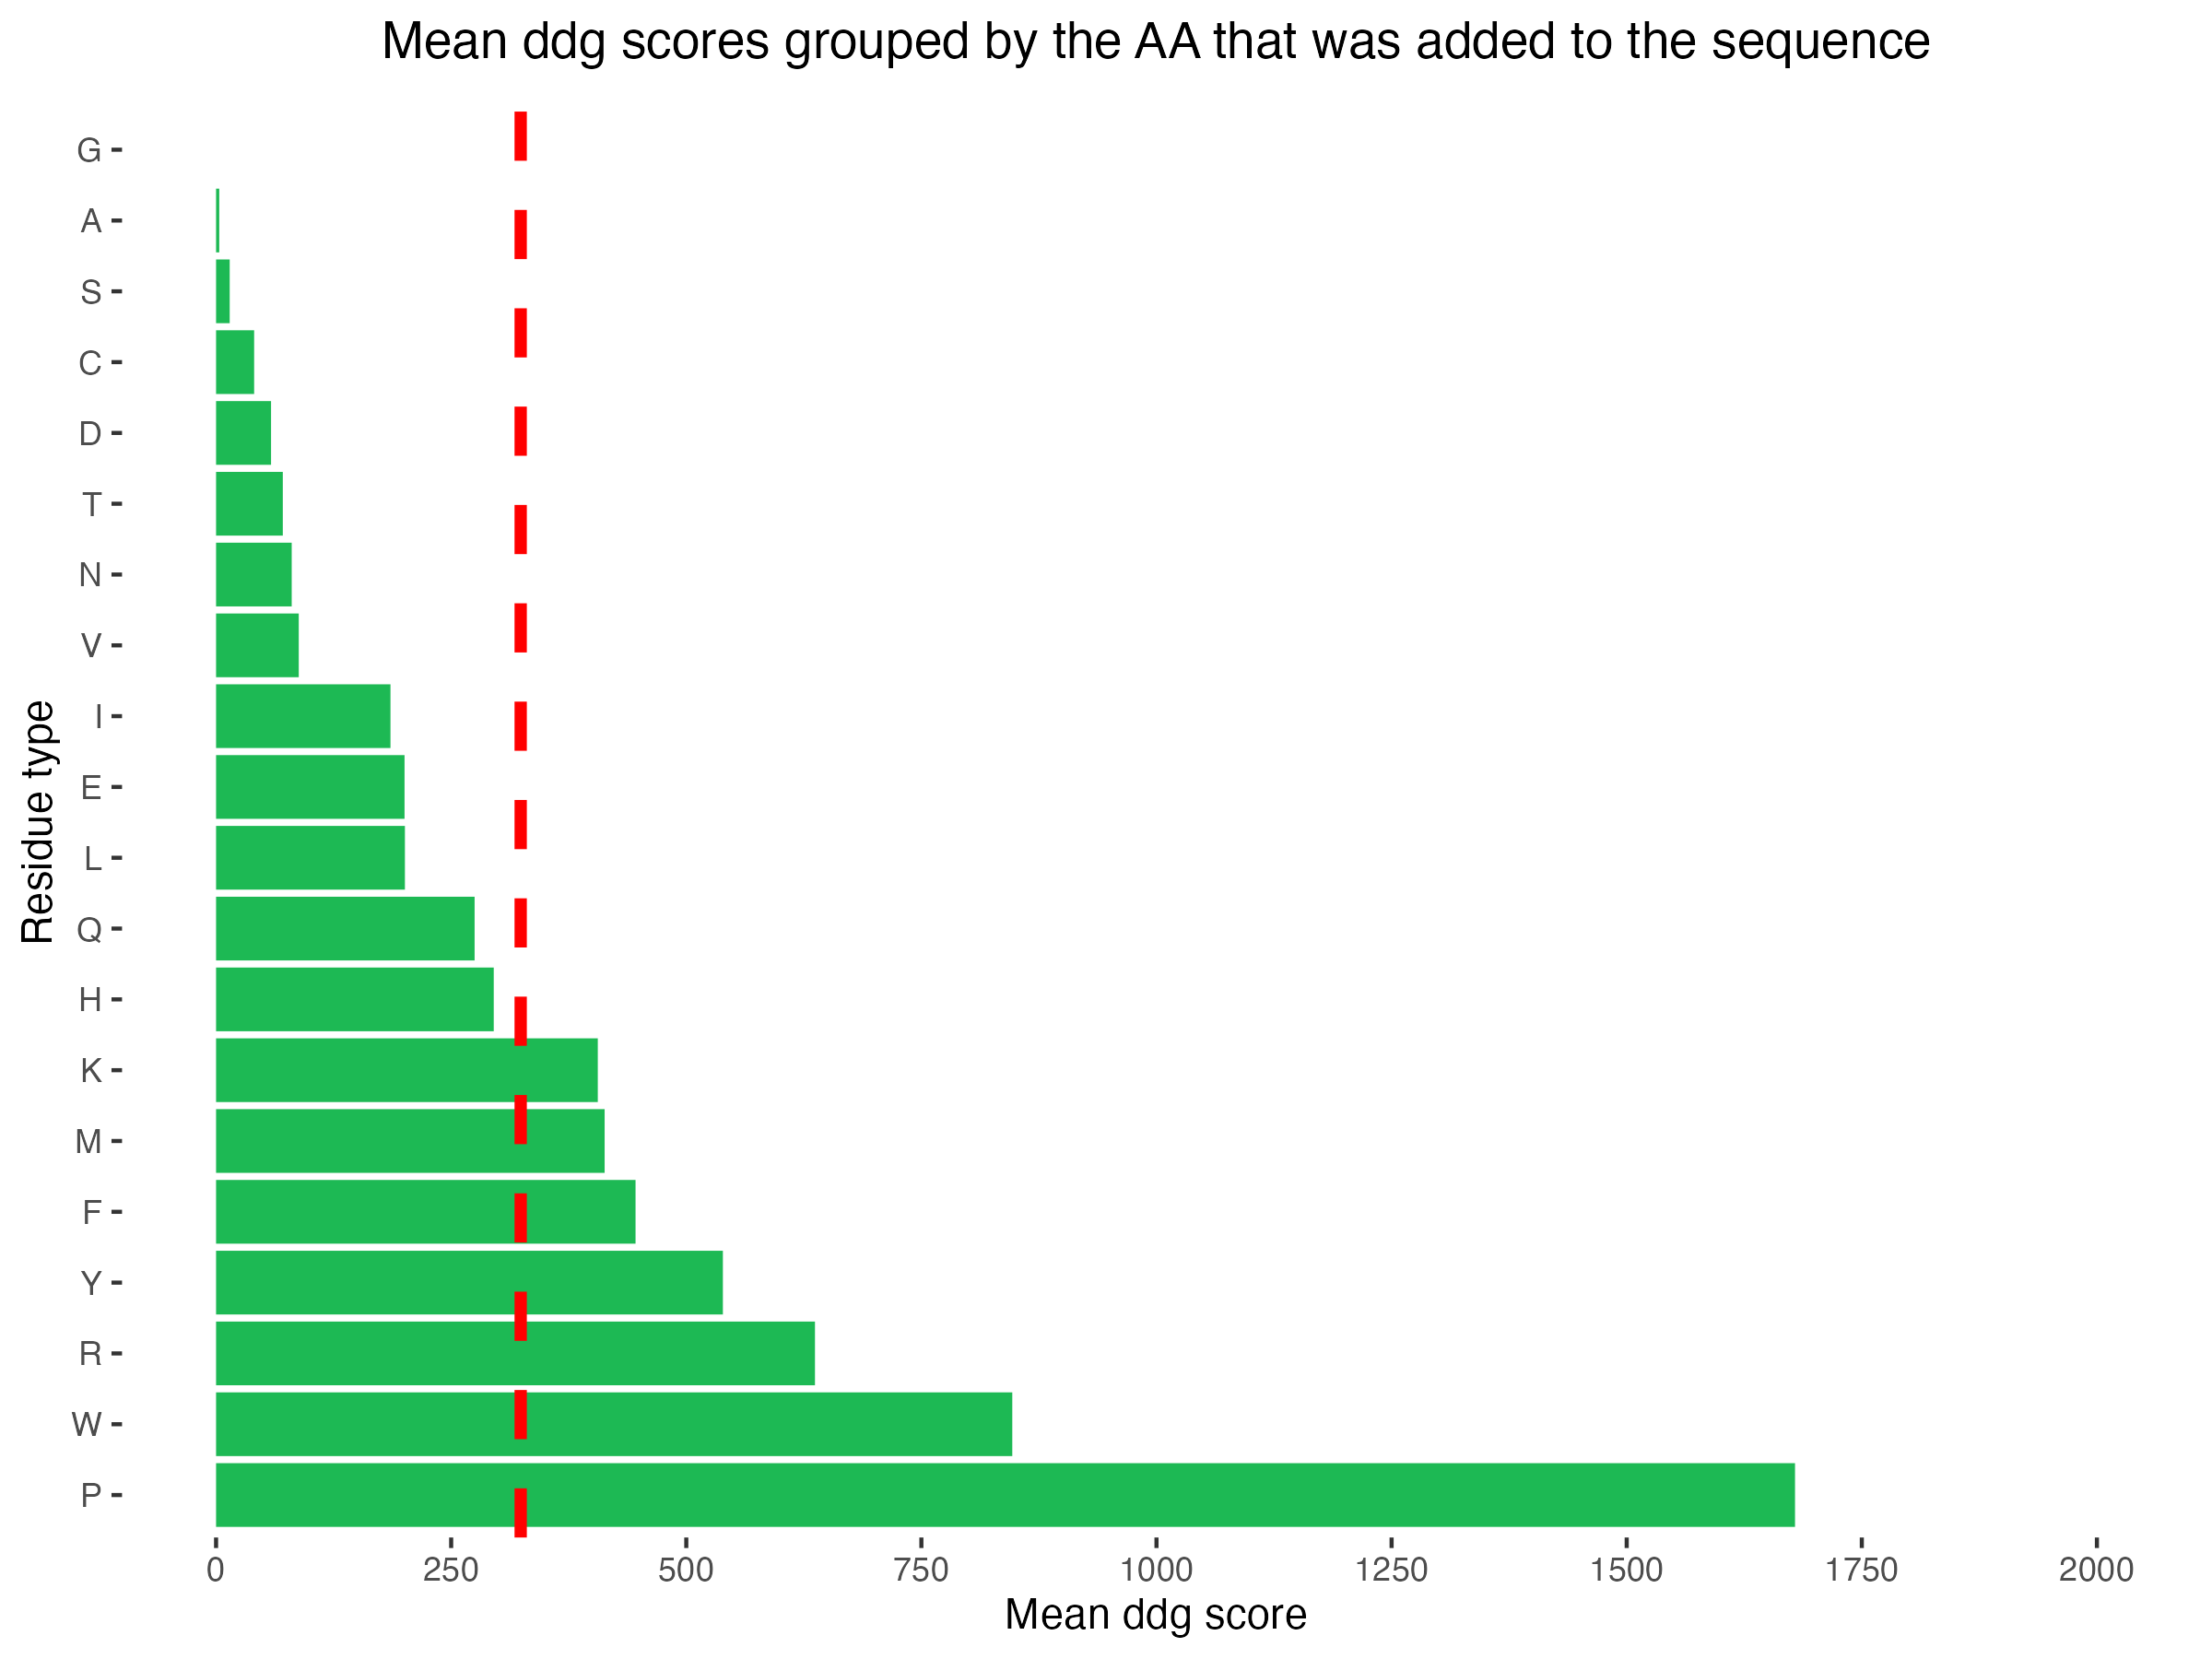 Mean ddg scores grouped by the AA that was added to the sequence
Residue type
G
A
S
C
D
T
N
V
I
E
L
Q
H
K
M
F
Y
R
W
P
0 250 500 750 1000 1250 1500 1750 2000
Mean ddg score